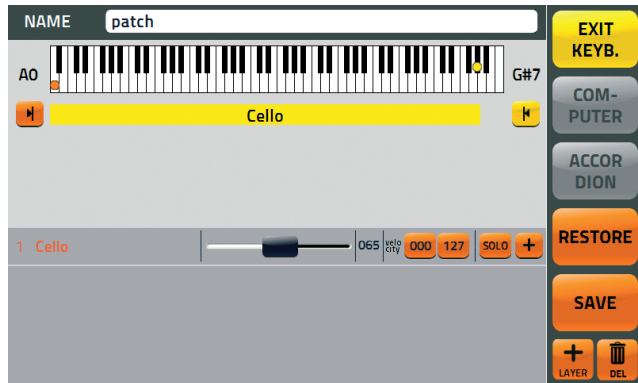 NAME patch
EXIT
KEYB.
A0 G#7
Cello
COM-
PUTER
ACCOR
DION
1 Cello 065 velo
city 000 127 SOLO +
RESTORE
SAVE
+
LAYER DEL